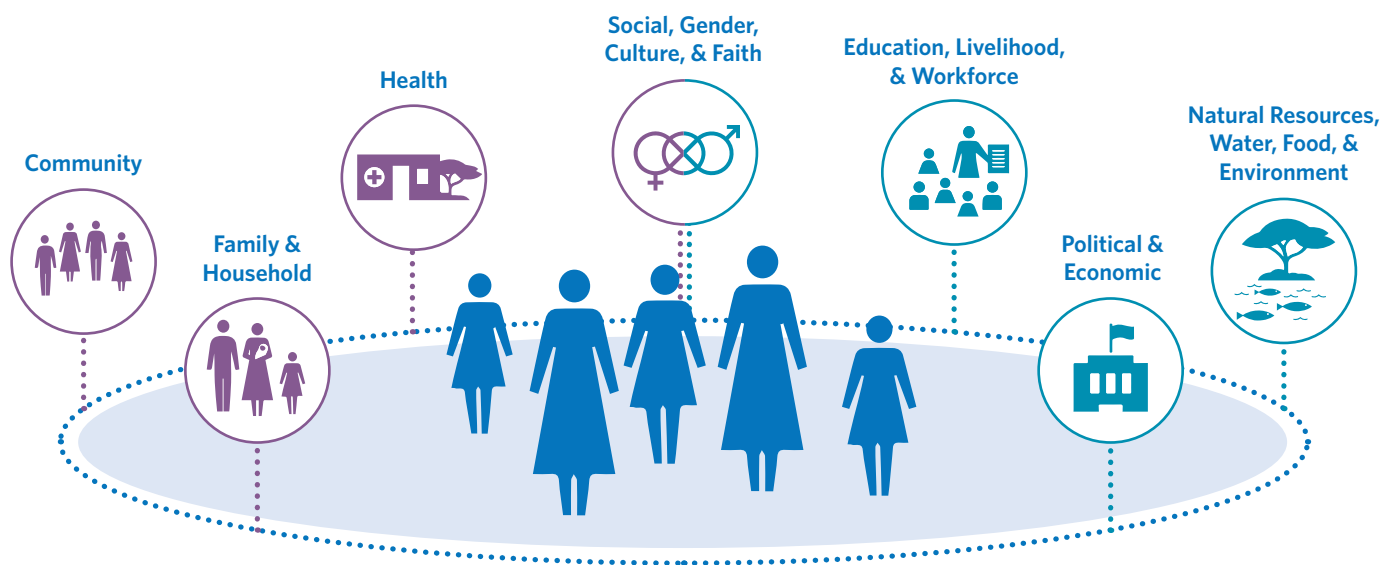 Community
Family &
Household
Health
Social, Gender,
Culture, & Faith
Education, Livelihood,
& Workforce
Political &
Economic
Natural Resources,
Water, Food, &
Environment